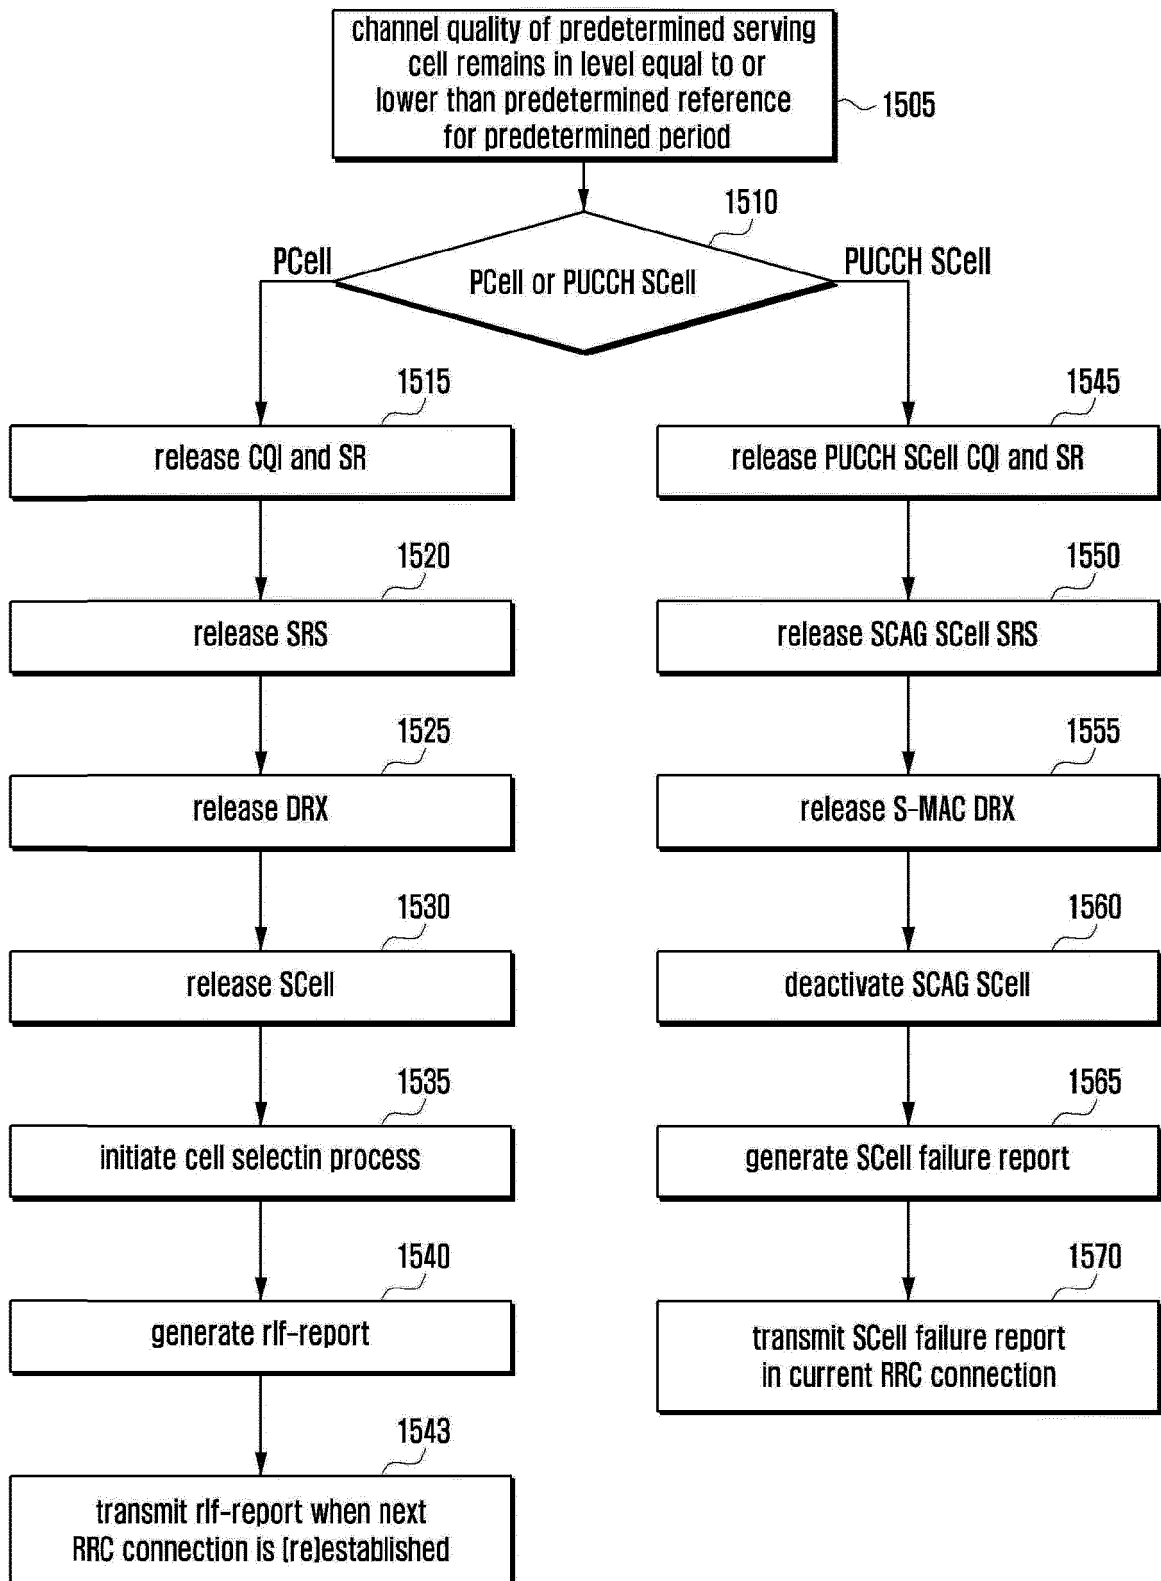 channel quality of predetermined serving
cell remains in level equal to or
lower than predetermined reference
for predetermined period
1505
1510
PCell
PCell or PUCCH SCell
PUCCH SCell
1515
release CQI and SR
1520
release SRS
1525
release DRX
1530
release SCell
1535
initiate cell selectin process
1540
generate rlf-report
1543
transmit rlf-report when next
RRC connection is (re)established
1545
release PUCCH SCell CQI and SR
1550
release SCAG SCell SRS
1555
release S-MAC DRX
1560
deactivate SCAG SCell
1565
generate SCell failure report
1570
transmit SCell failure report
in current RRC connection